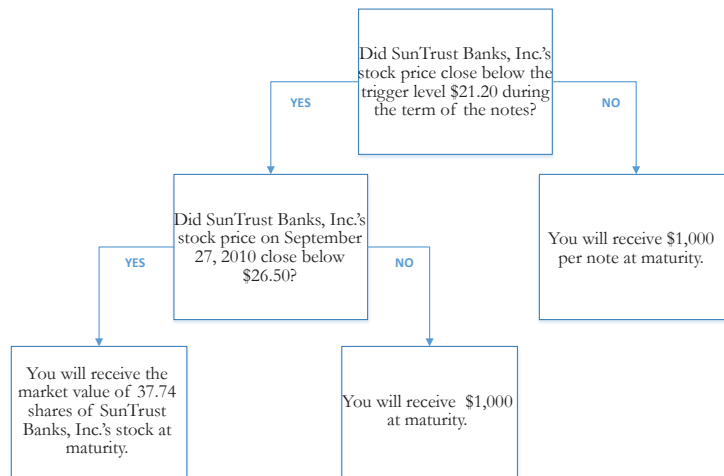 Did SunTrust Banks, Inc.'s
stock price close below the
trigger level $21.20 during
the term of the notes?
YES
NO
Did SunTrust Banks, Inc.'s
stock price on September
27, 2010 close below
$26.50?
You will receive $1,000
per note at maturity.
YES
NO
You will receive the
market value of 37.74
shares of SunTrust
Banks, Inc.'s stock at
maturity.
You will receive $1,000
at maturity.